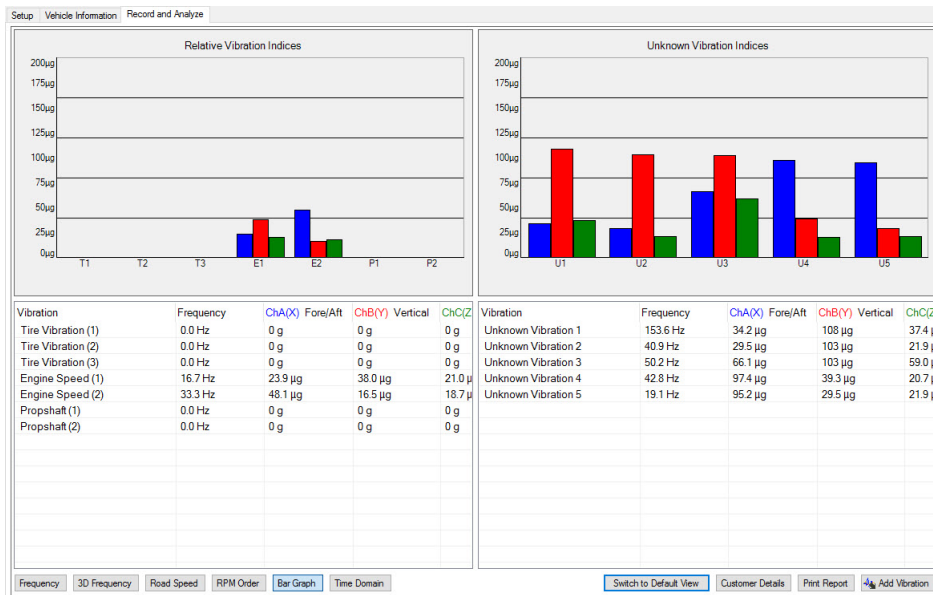 Setup Vehicle Information Record and Analyze
Relative Vibration Indices
200µg
175µg
150µg
125µg
100µg
75µg
50µg
25µg
0µg
T1 T2 T3 E1 E2 P1 P2
Unknown Vibration Indices
200µg
175µg
150µg
125µg
100µg
75µg
50µg
25µg
0µg
U1 U2 U3 U4 U5
Vibration Frequency ChA(X) Fore/Aft ChB(Y) Vertical ChC(Z
Tire Vibration (1) 0.0 Hz 0 g 0 g 0 g
Tire Vibration (2) 0.0 Hz 0 g 0 g 0 g
Tire Vibration (3) 0.0 Hz 0 g 0 g 0 g
Engine Speed (1) 16.7 Hz 23.9 µg 38.0 µg 21.0 µ
Engine Speed (2) 33.3 Hz 48.1 µg 16.5 µg 18.7 µ
Propshaft (1) 0.0 Hz 0 g 0 g 0 g
Propshaft (2) 0.0 Hz 0 g 0 g 0 g
Vibration Frequency ChA(X) Fore/Aft ChB(Y) Vertical ChC(Z
Unknown Vibration 1 153.6 Hz 34.2 µg 108 µg 37.4 µ
Unknown Vibration 2 40.9 Hz 29.5 µg 103 µg 21.9 µ
Unknown Vibration 3 50.2 Hz 66.1 µg 103 µg 59.0 µ
Unknown Vibration 4 42.8 Hz 97.4 µg 39.3 µg 20.7 µ
Unknown Vibration 5 19.1 Hz 95.2 µg 29.5 µg 21.9 µ
Frequency 3D Frequency Road Speed RPM Order Bar Graph Time Domain
Switch to Default View Customer Details Print Report Add Vibration